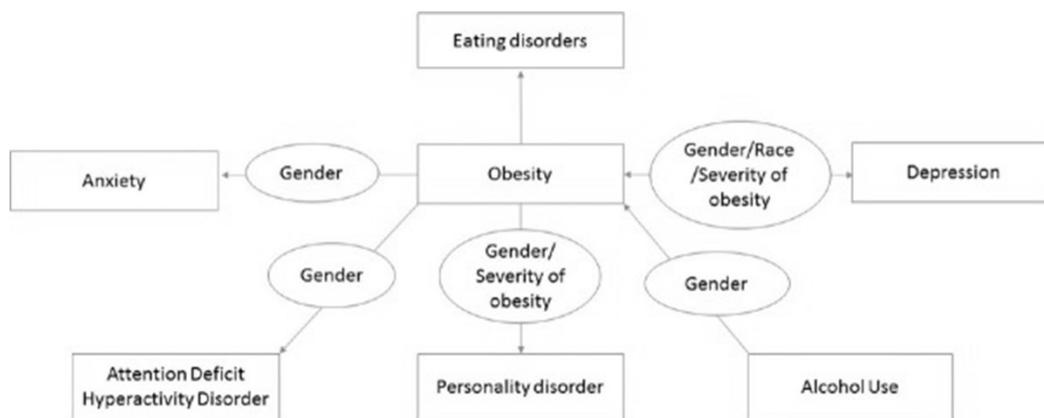 Eating disorders
Anxiety
Gender
Obesity
Gender/Race
/Severity of
obesity
Depression
Gender
Gender/
Severity of
obesity
Gender
Attention Deficit
Hyperactivity Disorder
Personality disorder
Alcohol Use